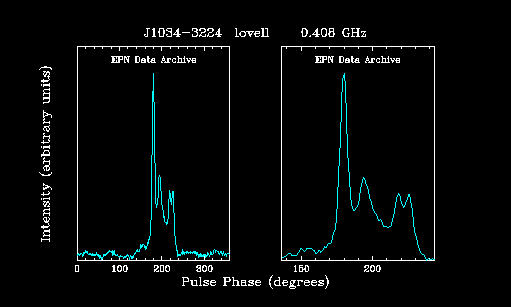 J1034-3224 lovell 0.408 GHz
EPN Data Archive EPN Data Archive
Intensity (arbitrary units)
0 100 200 300 160 200
Pulse Phase (degrees)